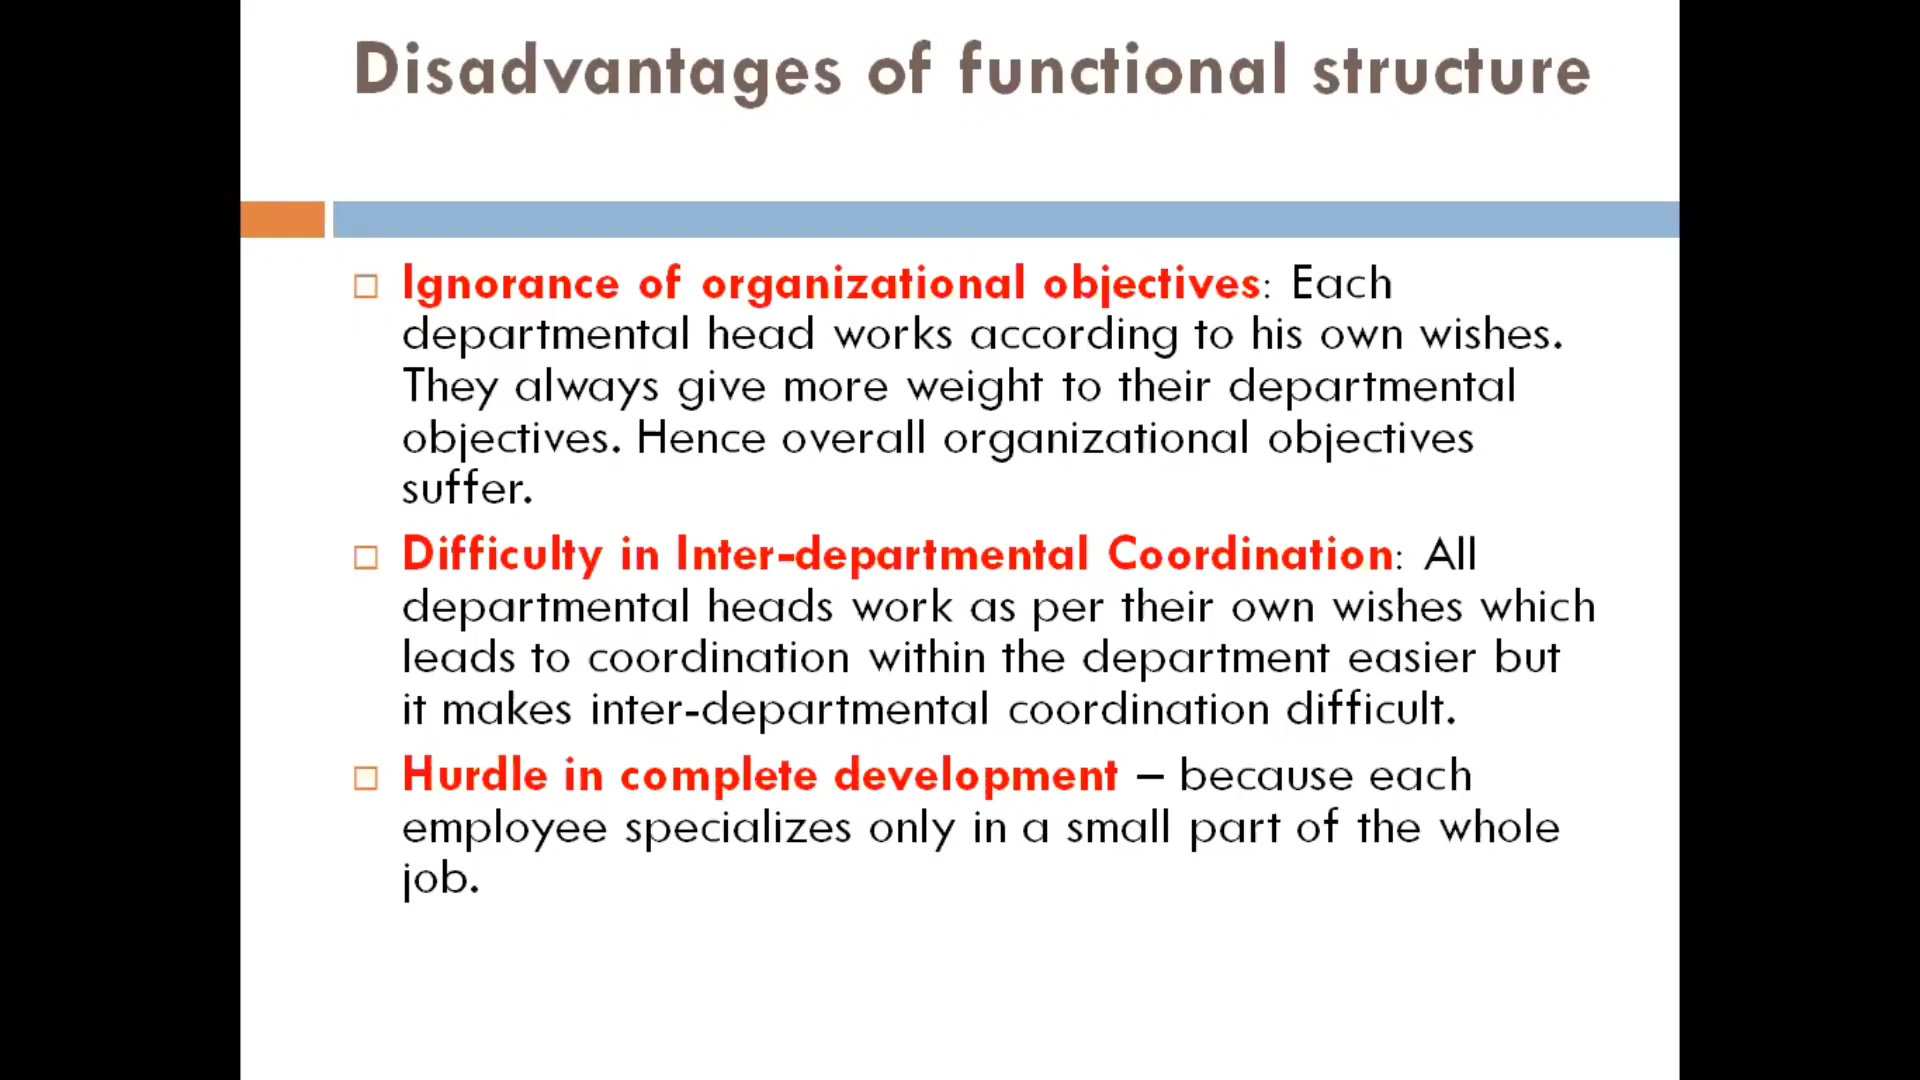 Disadvantages of functional structure
Ignorance of organizational objectives: Each
departmental head works according to his own wishes.
They always give more weight to their departmental
objectives. Hence overall organizational objectives
suffer.
Difficulty in Inter-departmental Coordination: All
departmental heads work as per their own wishes which
leads to coordination within the department easier but
it makes inter-departmental coordination difficult.
Hurdle in complete development – because each
employee specializes only in a small part of the whole
job.